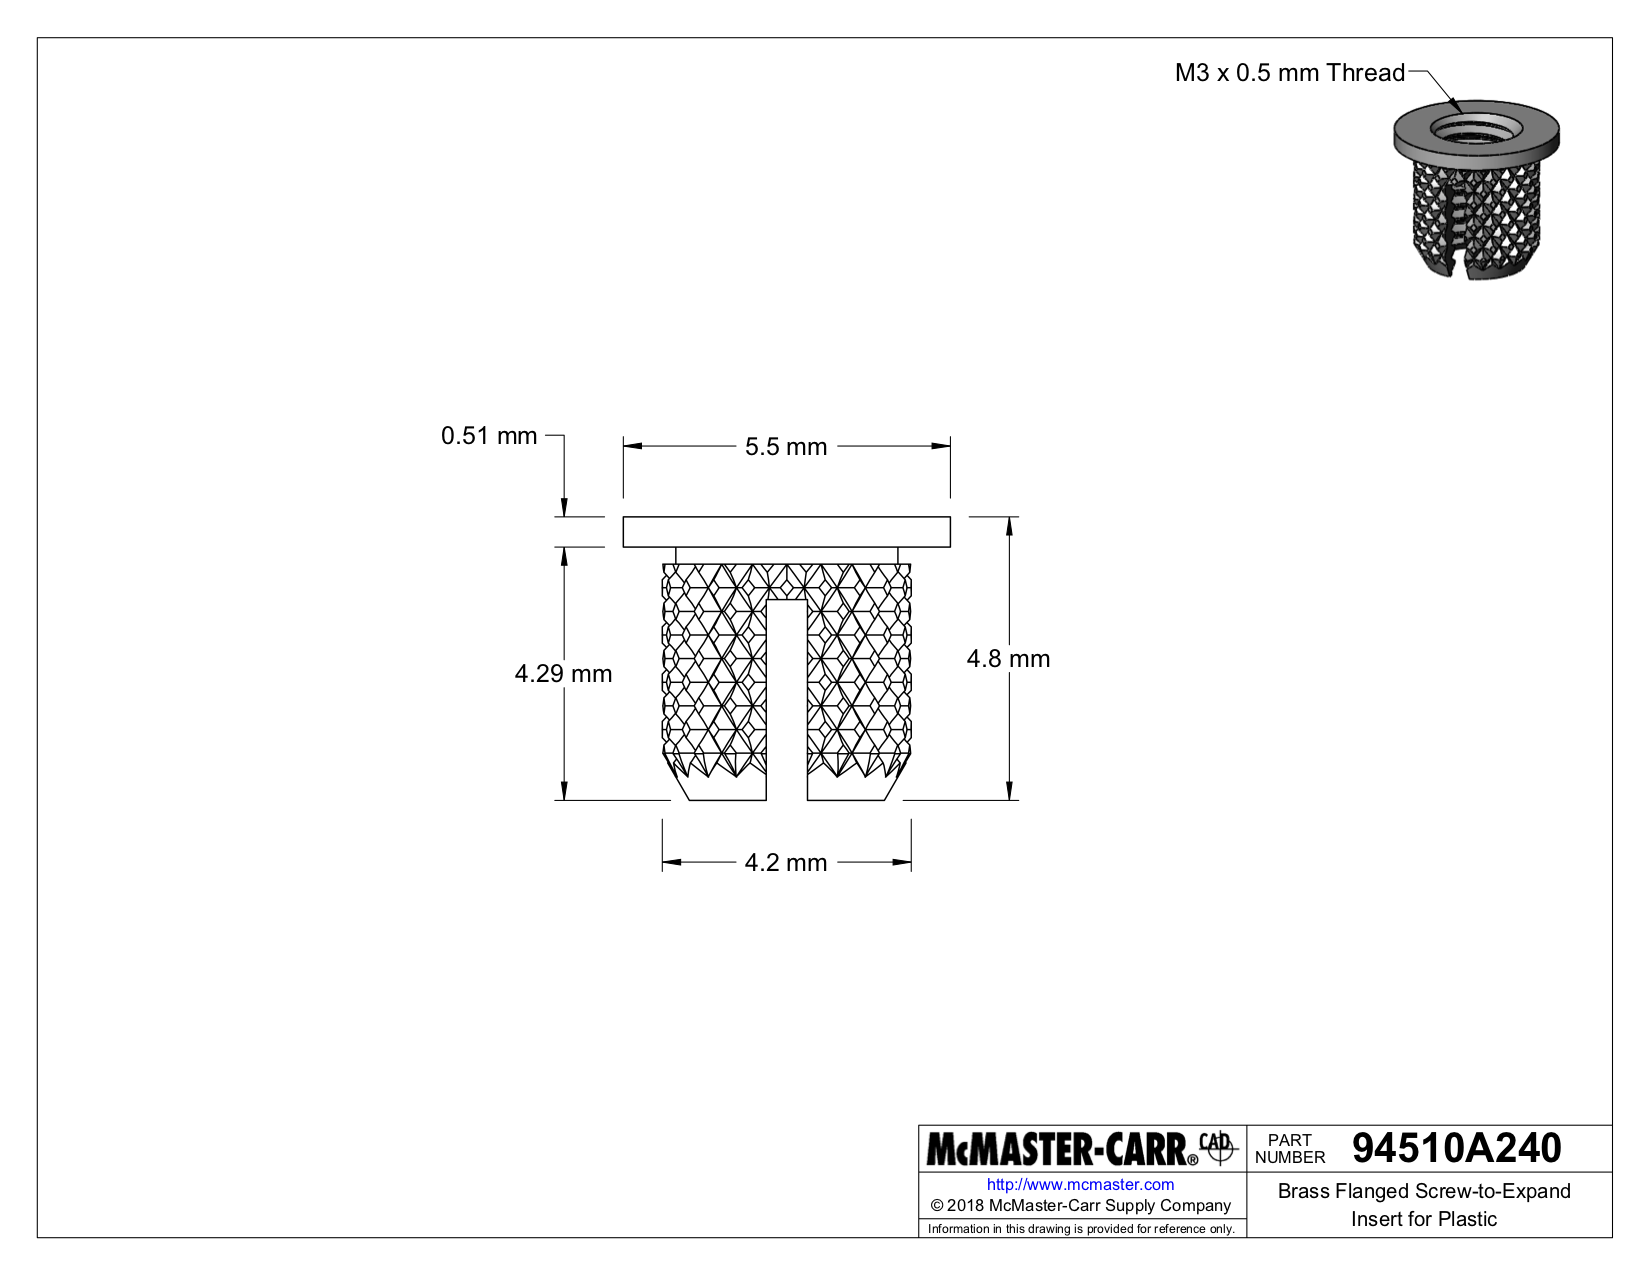 M3 x 0.5 mm Thread
0.51 mm
5.5 mm
4.29 mm
4.8 mm
4.2 mm
McMASTER-CARR® CAD
PART
NUMBER
94510A240
http://www.mcmaster.com
© 2018 McMaster-Carr Supply Company
Information in this drawing is provided for reference only.
Brass Flanged Screw-to-Expand
Insert for Plastic